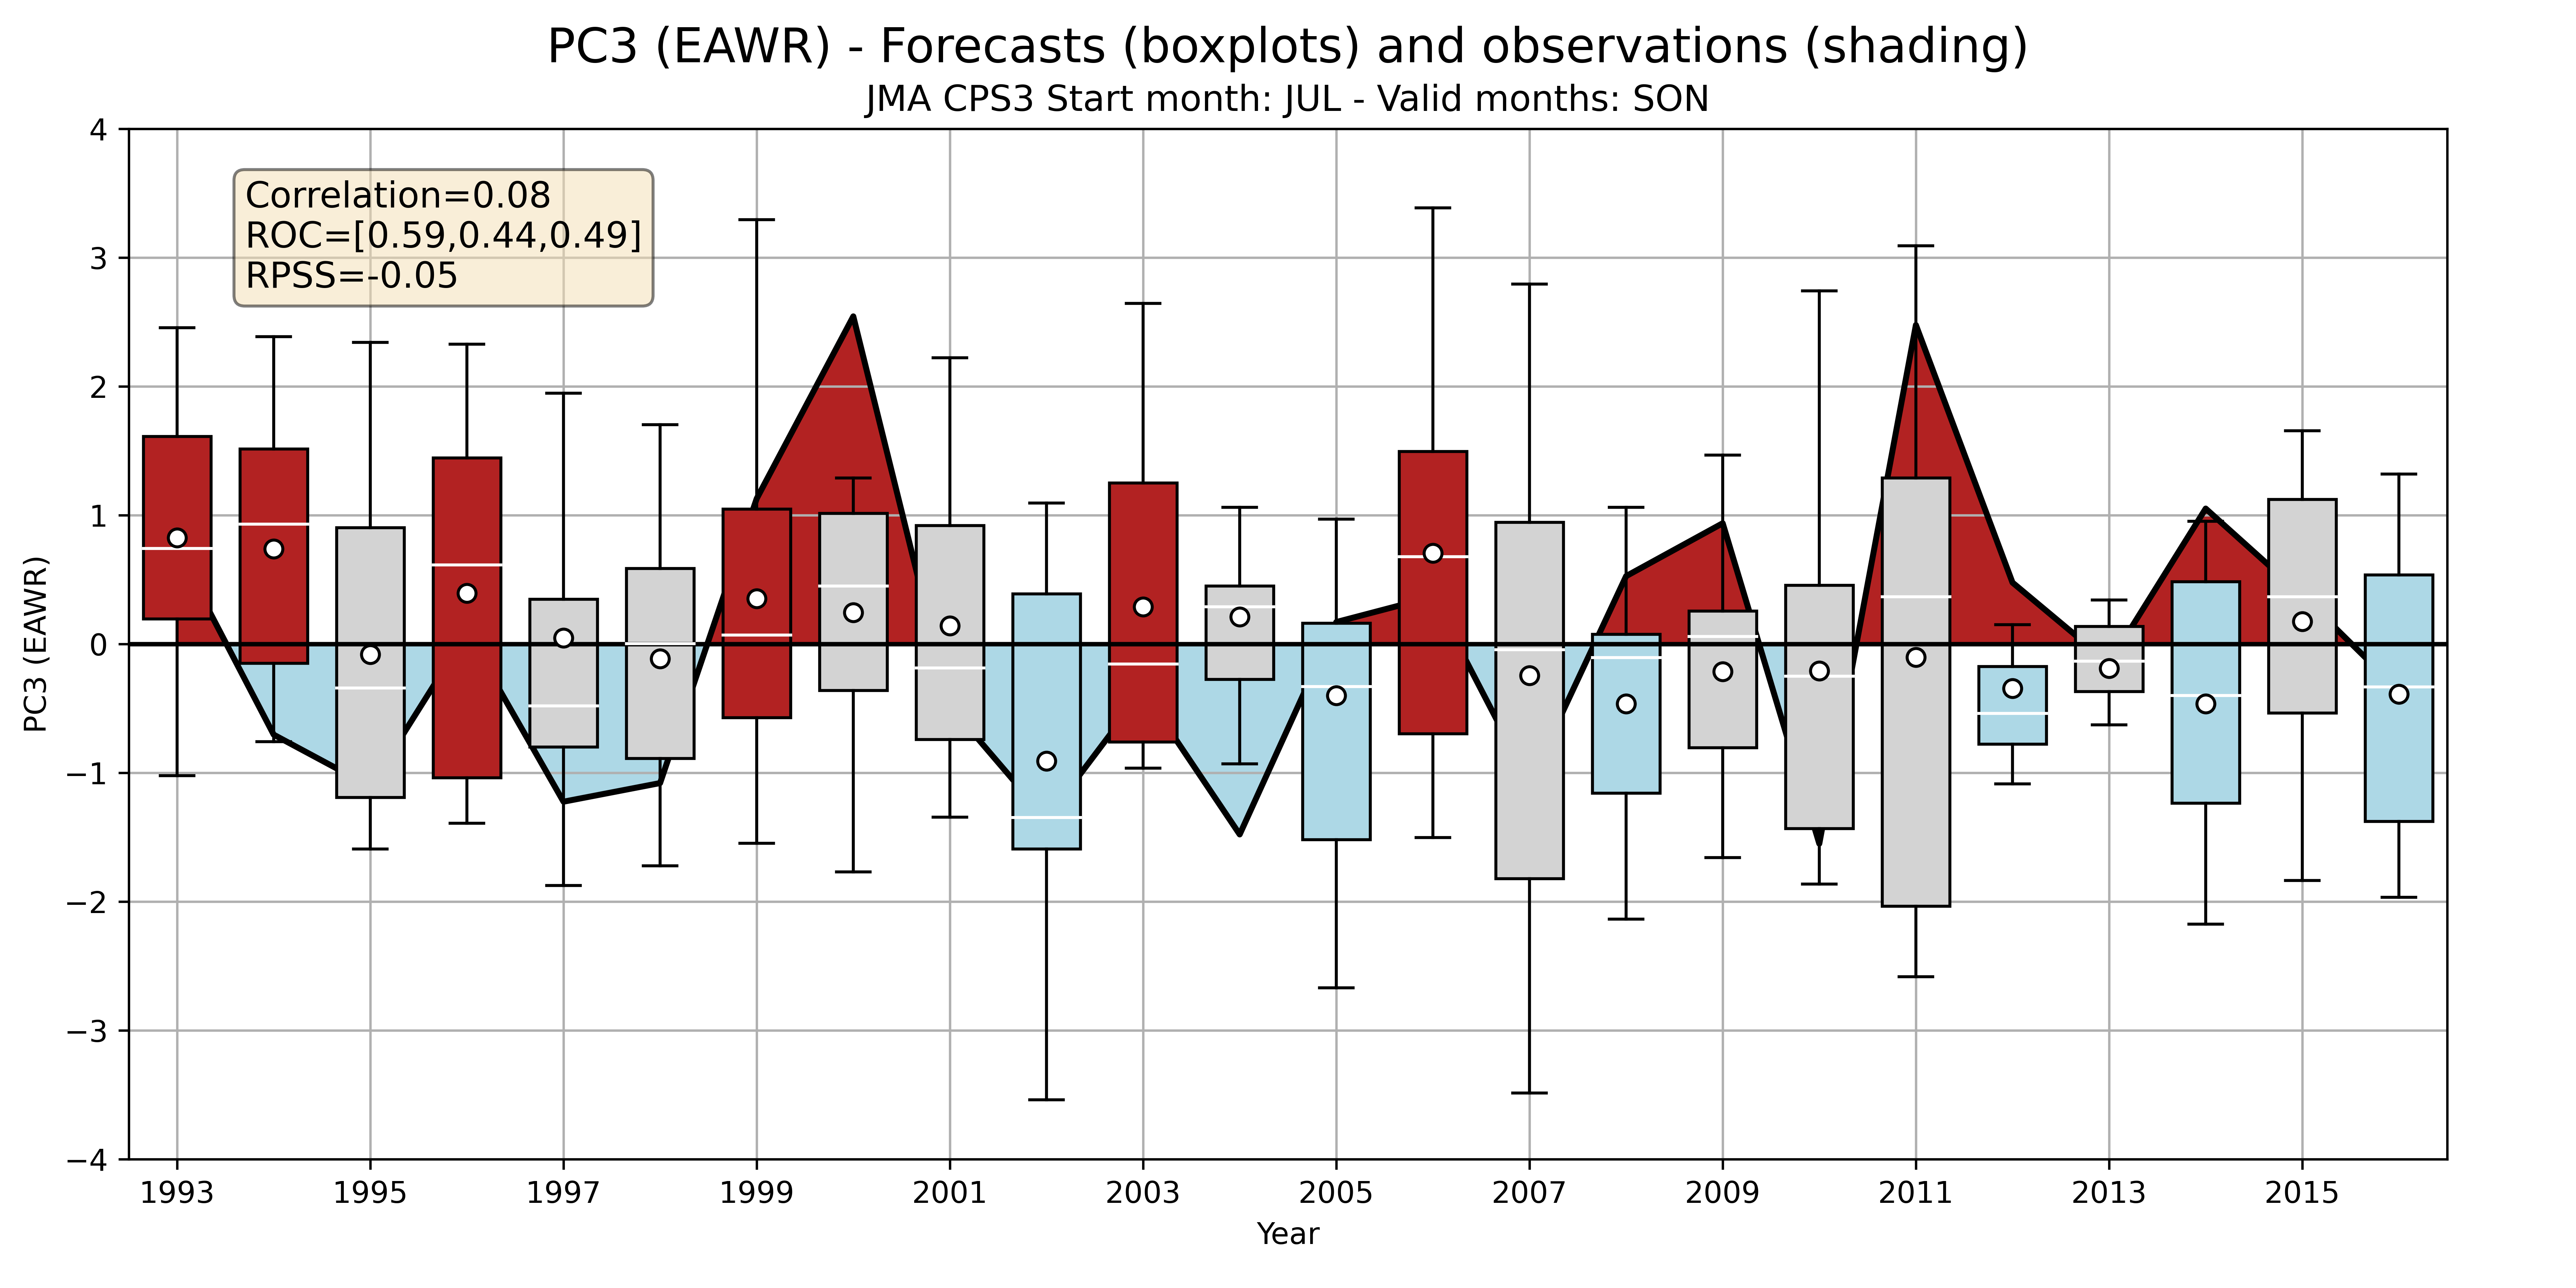 PC3 (EAWR) - Forecasts (boxplots) and observations (shading)
JMA CPS3 Start month: JUL - Valid months: SON
Correlation=0.08
ROC=[0.59,0.44,0.49]
RPSS=-0.05
PC3 (EAWR)
4
3
2
1
0
−1
−2
−3
−4
1993 1995 1997 1999 2001 2003 2005 2007 2009 2011 2013 2015
Year